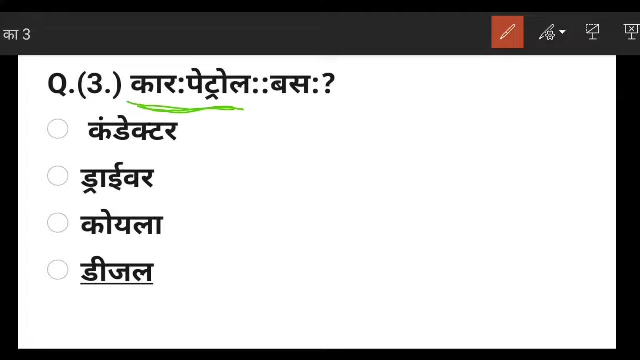 का 3
Q.(3.) कार:पेट्रोल::बस:?
कंडेक्टर
ड्राईवर
कोयला
डीजल